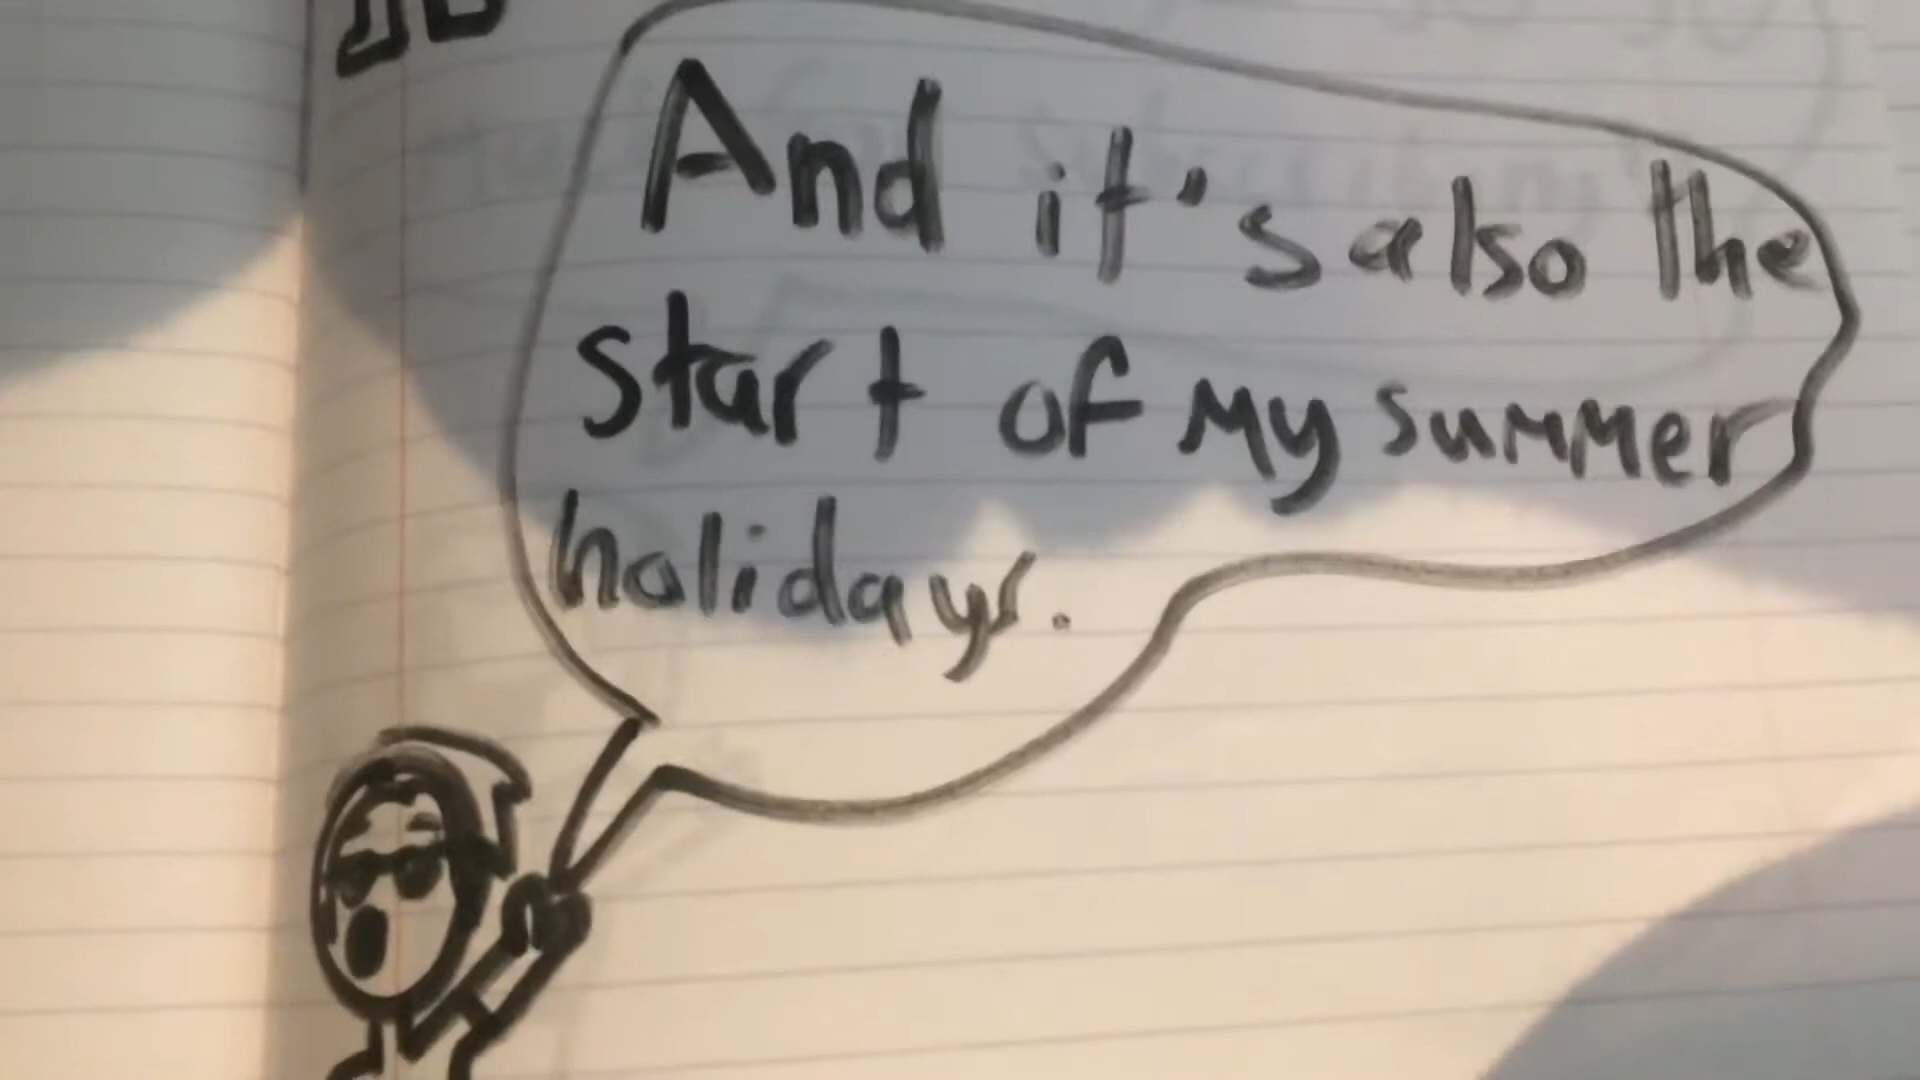 And it's also the
start of my summer
holidays.